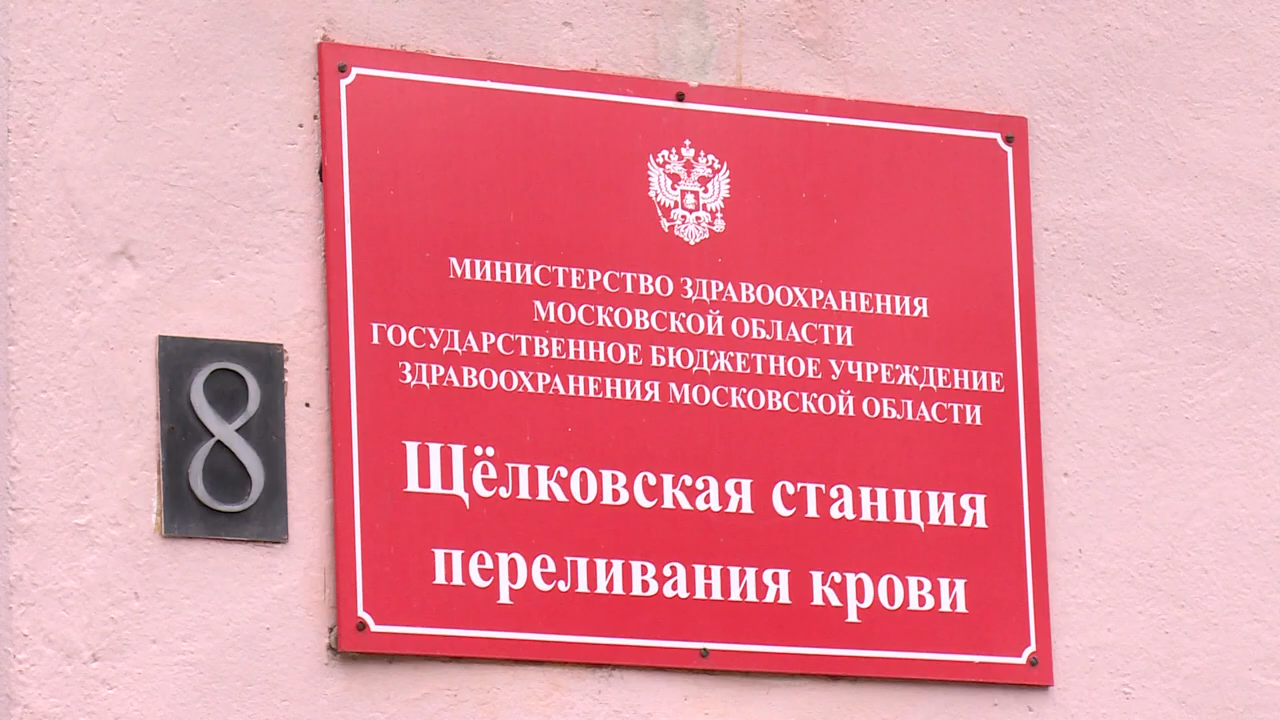 8
МИНИСТЕРСТВО ЗДРАВООХРАНЕНИЯ
МОСКОВСКОЙ ОБЛАСТИ
ГОСУДАРСТВЕННОЕ БЮДЖЕТНОЕ УЧРЕЖДЕНИЕ
ЗДРАВООХРАНЕНИЯ МОСКОВСКОЙ ОБЛАСТИ
Щёлковская станция
переливания крови